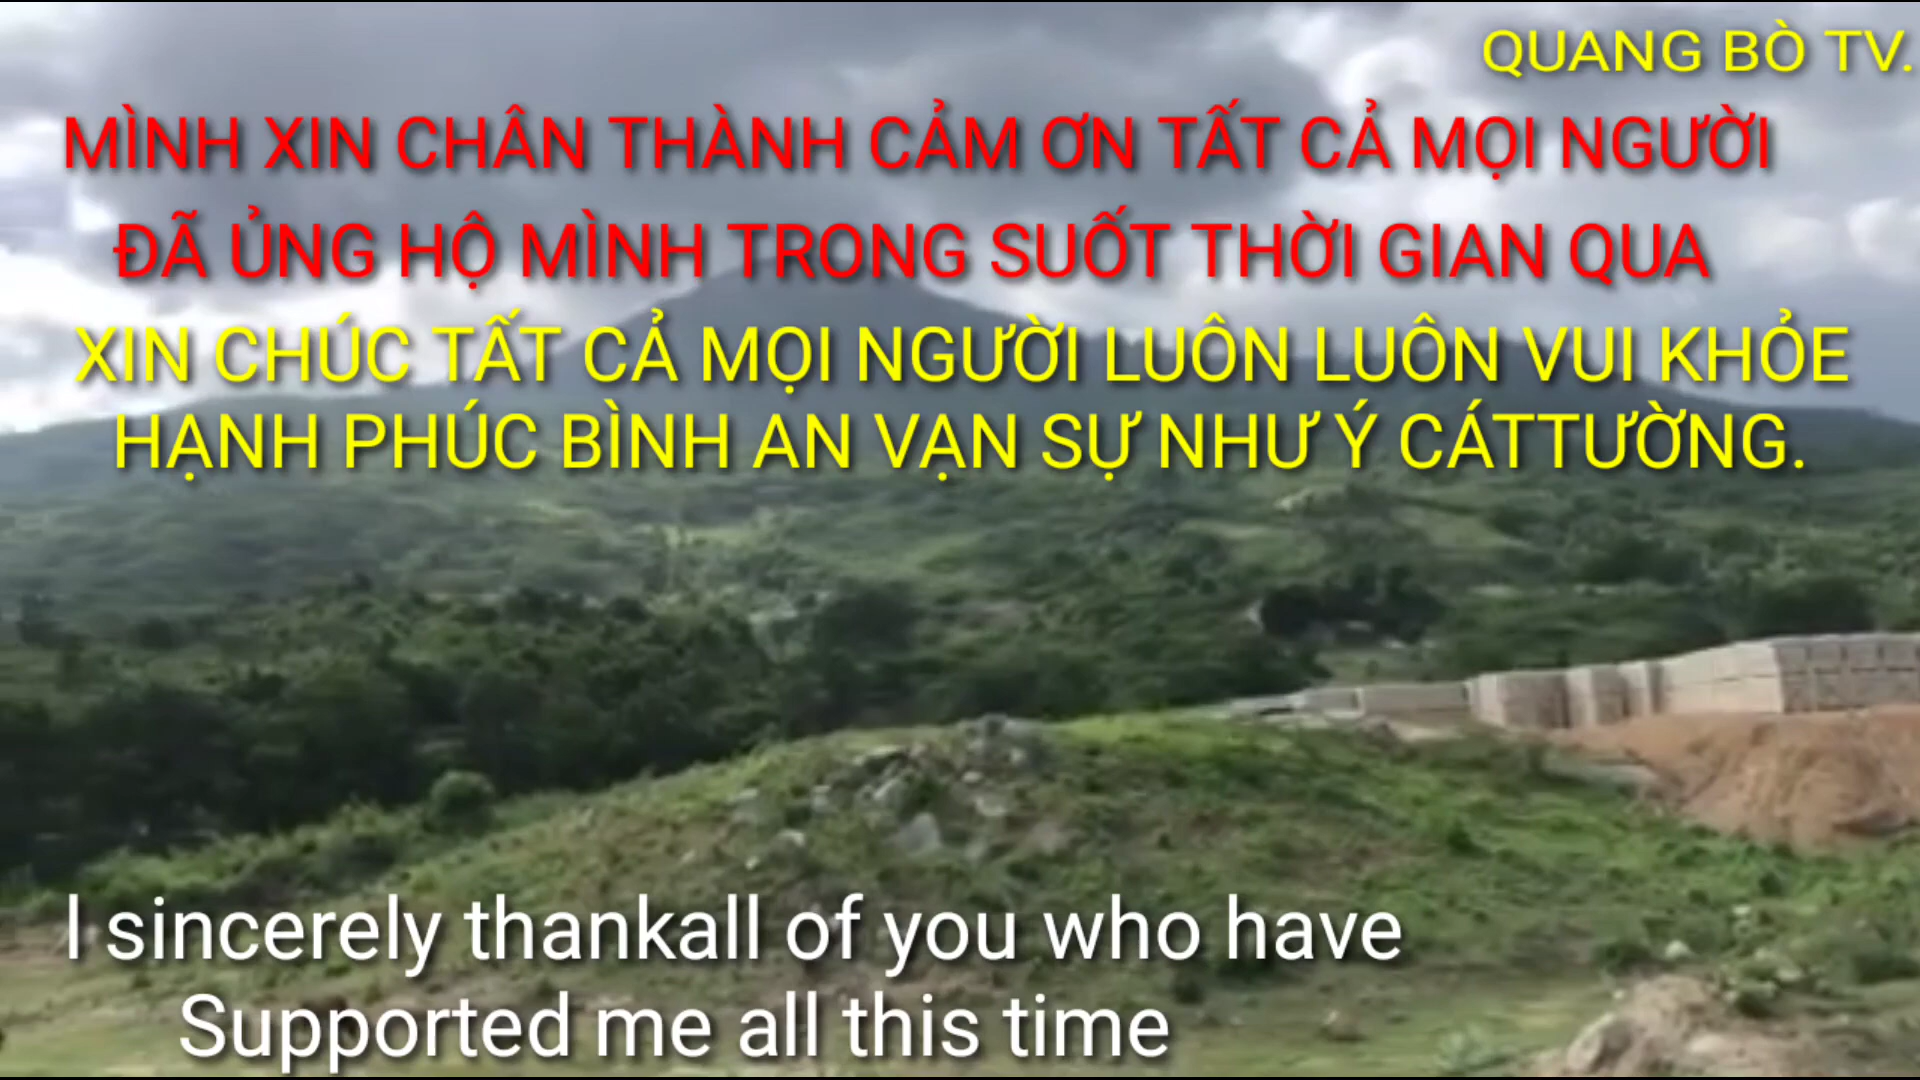 QUANG BÒ TV.
MÌNH XIN CHÂN THÀNH CẢM ƠN TẤT CẢ MỌI NGƯỜI
ĐÃ ỦNG HỘ MÌNH TRONG SUỐT THỜI GIAN QUA
XIN CHÚC TẤT CẢ MỌI NGƯỜI LUÔN LUÔN VUI KHỎE
HẠNH PHÚC BÌNH AN VẠN SỰ NHƯ Ý CÁTTƯỜNG.
I sincerely thankall of you who have
Supported me all this time